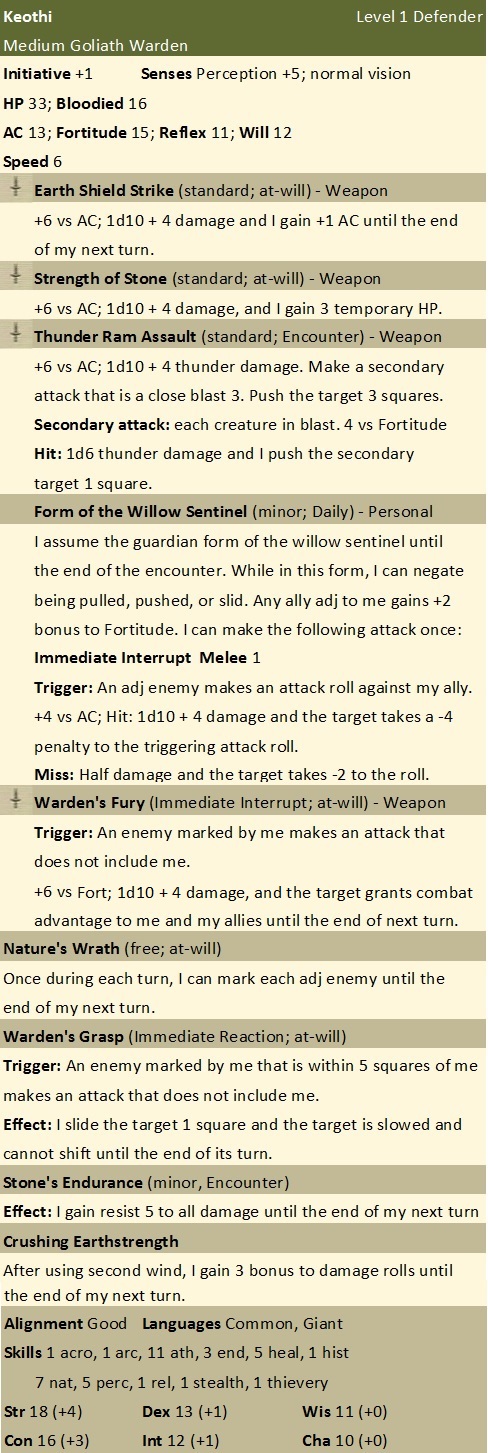 Keothi Level 1 Defender
Medium Goliath Warden
Initiative +1 Senses Perception +5; normal vision
HP 33; Bloodied 16
AC 13; Fortitude 15; Reflex 11; Will 12
Speed 6
Earth Shield Strike (standard; at-will) - Weapon
+6 vs AC; 1d10 + 4 damage and I gain +1 AC until the end
of my next turn.
Strength of Stone (standard; at-will) - Weapon
+6 vs AC; 1d10 + 4 damage, and I gain 3 temporary HP.
Thunder Ram Assault (standard; Encounter) - Weapon
+6 vs AC; 1d10 + 4 thunder damage. Make a secondary
attack that is a close blast 3. Push the target 3 squares.
Secondary attack: each creature in blast. 4 vs Fortitude
Hit: 1d6 thunder damage and I push the secondary
target 1 square.
Form of the Willow Sentinel (minor; Daily) - Personal
I assume the guardian form of the willow sentinel until
the end of the encounter. While in this form, I can negate
being pulled, pushed, or slid. Any ally adj to me gains +2
bonus to Fortitude. I can make the following attack once:
Immediate Interrupt Melee 1
Trigger: An adj enemy makes an attack roll against my ally.
+4 vs AC; Hit: 1d10 + 4 damage and the target takes a -4
penalty to the triggering attack roll.
Miss: Half damage and the target takes -2 to the roll.
Warden's Fury (Immediate Interrupt; at-will) - Weapon
Trigger: An enemy marked by me makes an attack that
does not include me.
+6 vs Fort; 1d10 + 4 damage, and the target grants combat
advantage to me and my allies until the end of next turn.
Nature's Wrath (free; at-will)
Once during each turn, I can mark each adj enemy until the
end of my next turn.
Warden's Grasp (Immediate Reaction; at-will)
Trigger: An enemy marked by me that is within 5 squares of me
makes an attack that does not include me.
Effect: I slide the target 1 square and the target is slowed and
cannot shift until the end of its turn.
Stone's Endurance (minor, Encounter)
Effect: I gain resist 5 to all damage until the end of my next turn
Crushing Earthstrength
After using second wind, I gain 3 bonus to damage rolls until
the end of my next turn.
Alignment Good Languages Common, Giant
Skills 1 acro, 1 arc, 11 ath, 3 end, 5 heal, 1 hist
7 nat, 5 perc, 1 rel, 1 stealth, 1 thievery
Str 18 (+4) Dex 13 (+1) Wis 11 (+0)
Con 16 (+3) Int 12 (+1) Cha 10 (+0)